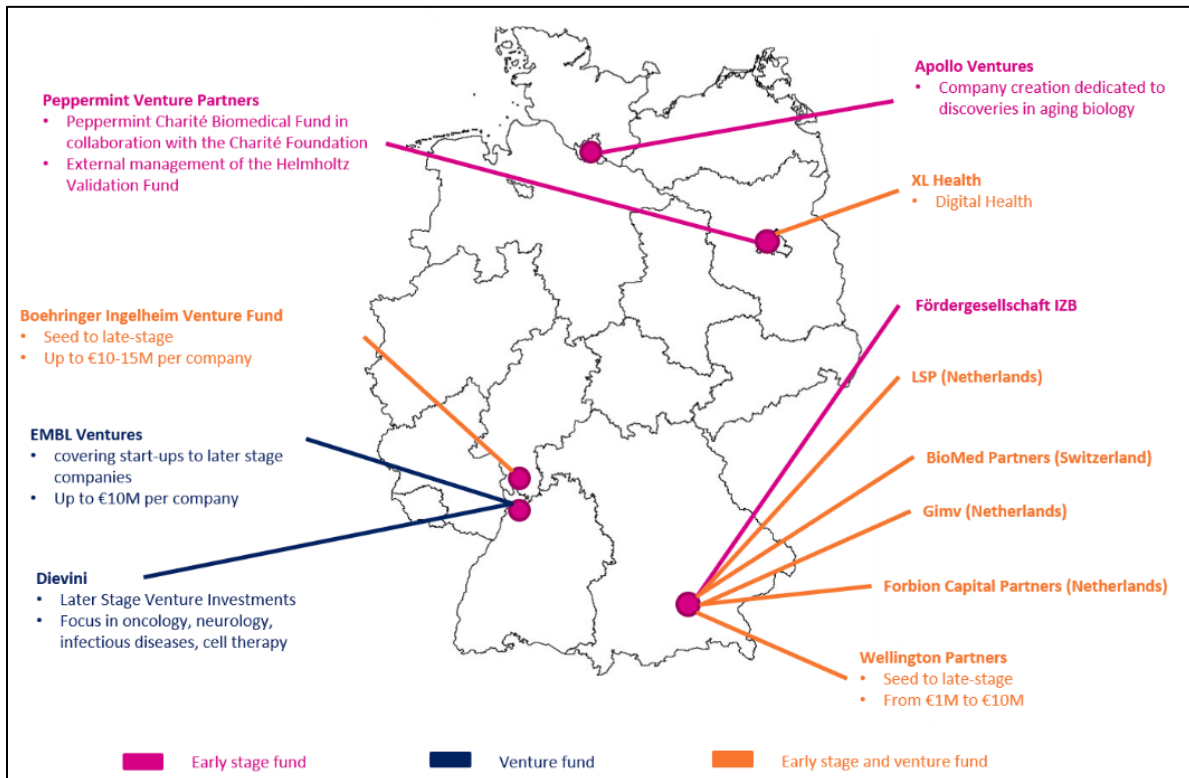 Peppermint Venture Partners
• Peppermint Charité Biomedical Fund in
collaboration with the Charité Foundation
• External management of the Helmholtz
Validation Fund
Apollo Ventures
• Company creation dedicated to
discoveries in aging biology
XL Health
• Digital Health
Boehringer Ingelheim Venture Fund
• Seed to late-stage
• Up to €10-15M per company
Fördergesellschaft IZB
LSP (Netherlands)
EMBL Ventures
• covering start-ups to later stage
companies
• Up to €10M per company
BioMed Partners (Switzerland)
Gimv (Netherlands)
Dievini
• Later Stage Venture Investments
• Focus in oncology, neurology,
infectious diseases, cell therapy
Forbion Capital Partners (Netherlands)
Wellington Partners
• Seed to late-stage
• From €1M to €10M
Early stage fund
Venture fund
Early stage and venture fund